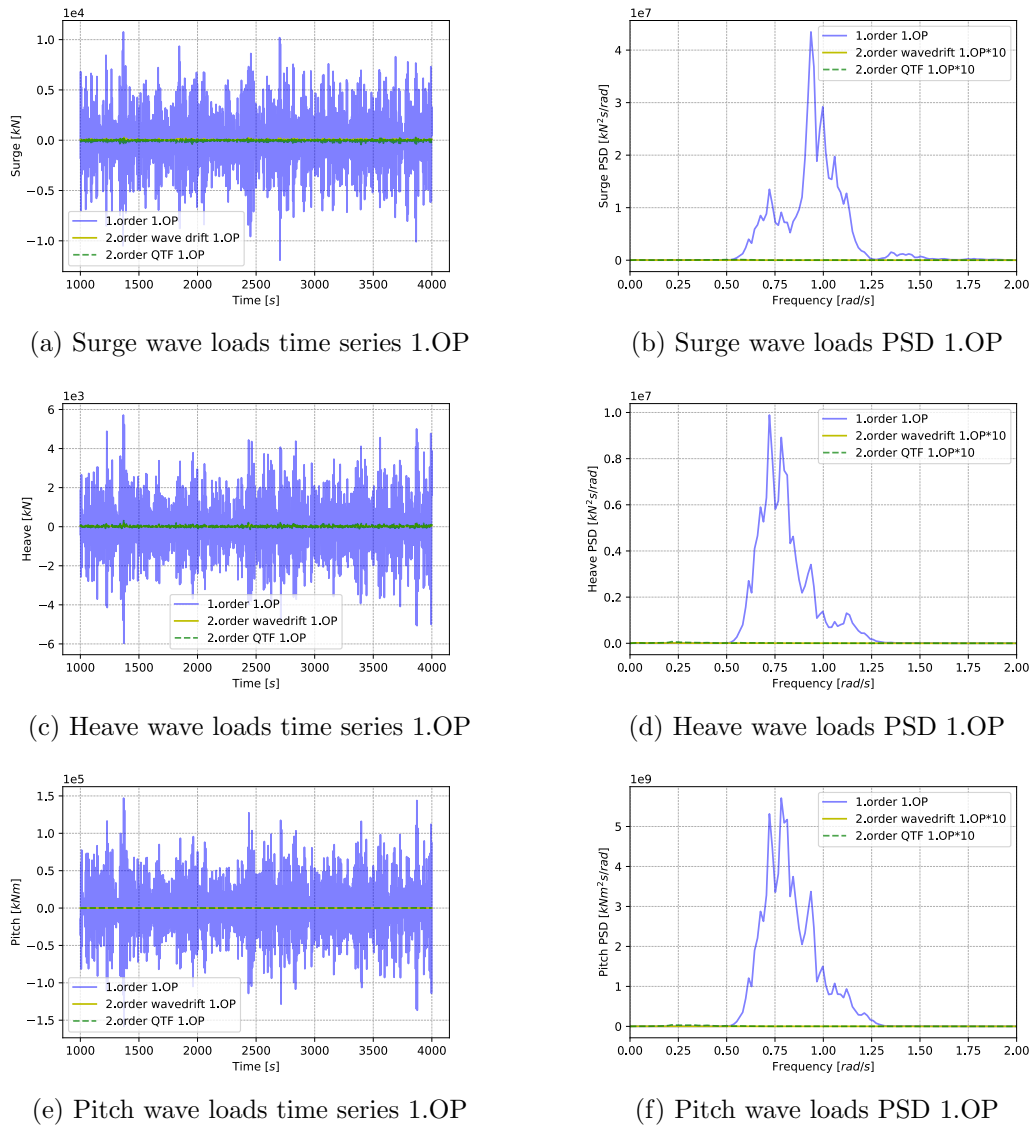 1e4
1.0
0.5
0.0
−0.5
−1.0
Surge [kN]
1000 1500 2000 2500 3000 3500 4000
Time [s]
1.order 1.OP
2.order wave drift 1.OP
2.order QTF 1.OP
(a) Surge wave loads time series 1.OP
1e7
4
3
2
1
0
Surge PSD [kN²s/rad]
0.00 0.25 0.50 0.75 1.00 1.25 1.50 1.75 2.00
Frequency [rad/s]
1.order 1.OP
2.order wavedrift 1.OP*10
2.order QTF 1.OP*10
(b) Surge wave loads PSD 1.OP
1e3
6
4
2
0
−2
−4
−6
Heave [kN]
1000 1500 2000 2500 3000 3500 4000
Time [s]
1.order 1.OP
2.order wavedrift 1.OP
2.order QTF 1.OP
(c) Heave wave loads time series 1.OP
1e7
1.0
0.8
0.6
0.4
0.2
0.0
Heave PSD [kN²s/rad]
0.00 0.25 0.50 0.75 1.00 1.25 1.50 1.75 2.00
Frequency [rad/s]
1.order 1.OP
2.order wavedrift 1.OP*10
2.order QTF 1.OP*10
(d) Heave wave loads PSD 1.OP
1e5
1.5
1.0
0.5
0.0
−0.5
−1.0
−1.5
Pitch [kNm]
1000 1500 2000 2500 3000 3500 4000
Time [s]
1.order 1.OP
2.order wavedrift 1.OP
2.order QTF 1.OP
(e) Pitch wave loads time series 1.OP
1e9
5
4
3
2
1
0
Pitch PSD [kNm²s/rad]
0.00 0.25 0.50 0.75 1.00 1.25 1.50 1.75 2.00
Frequency [rad/s]
1.order 1.OP
2.order wavedrift 1.OP*10
2.order QTF 1.OP*10
(f) Pitch wave loads PSD 1.OP